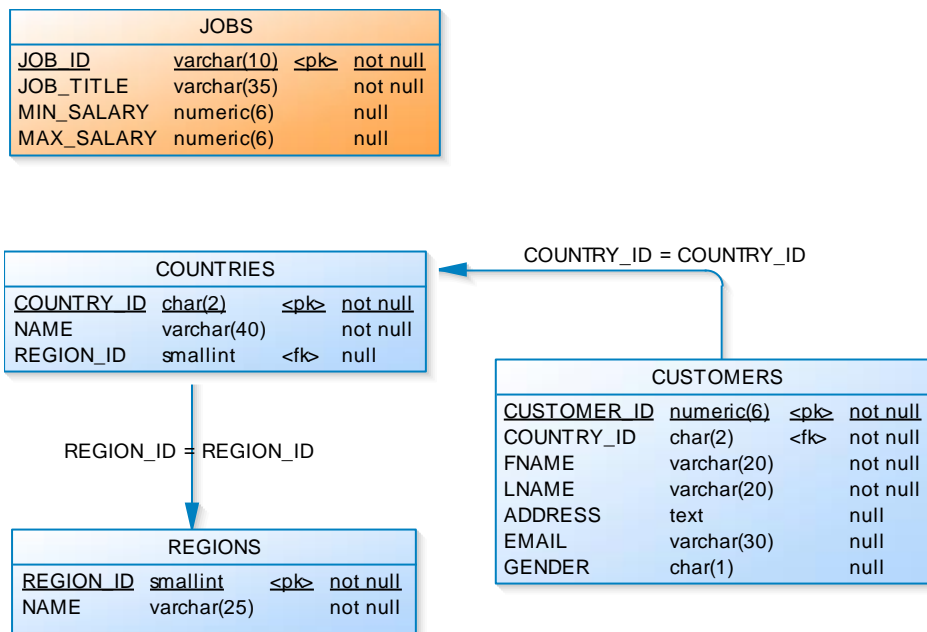 JOBS
JOB_ID varchar(10) <pk> not null
JOB_TITLE varchar(35) not null
MIN_SALARY numeric(6) null
MAX_SALARY numeric(6) null
COUNTRY_ID = COUNTRY_ID
COUNTRIES
COUNTRY_ID char(2) <pk> not null
NAME varchar(40) not null
REGION_ID smallint <fk> null
CUSTOMERS
CUSTOMER_ID numeric(6) <pk> not null
COUNTRY_ID char(2) <fk> not null
FNAME varchar(20) not null
LNAME varchar(20) not null
ADDRESS text null
EMAIL varchar(30) null
GENDER char(1) null
REGION_ID = REGION_ID
REGIONS
REGION_ID smallint <pk> not null
NAME varchar(25) not null